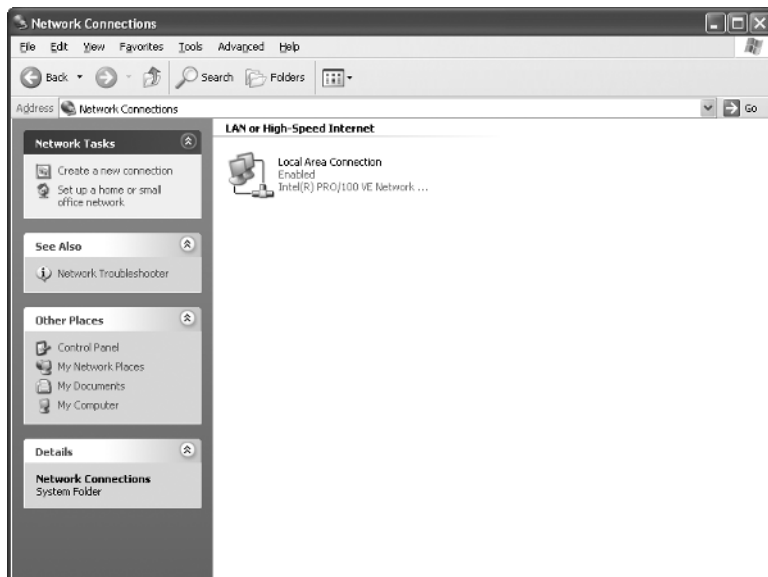 Network Connections
File Edit View Favorites Tools Advanced Help
Back Search Folders
Address Network Connections Go
Network Tasks
Create a new connection
Set up a home or small
office network
See Also
Network Troubleshooter
Other Places
Control Panel
My Network Places
My Documents
My Computer
Details
Network Connections
System Folder
LAN or High-Speed Internet
Local Area Connection
Enabled
Intel(R) PRO/100 VE Network ...